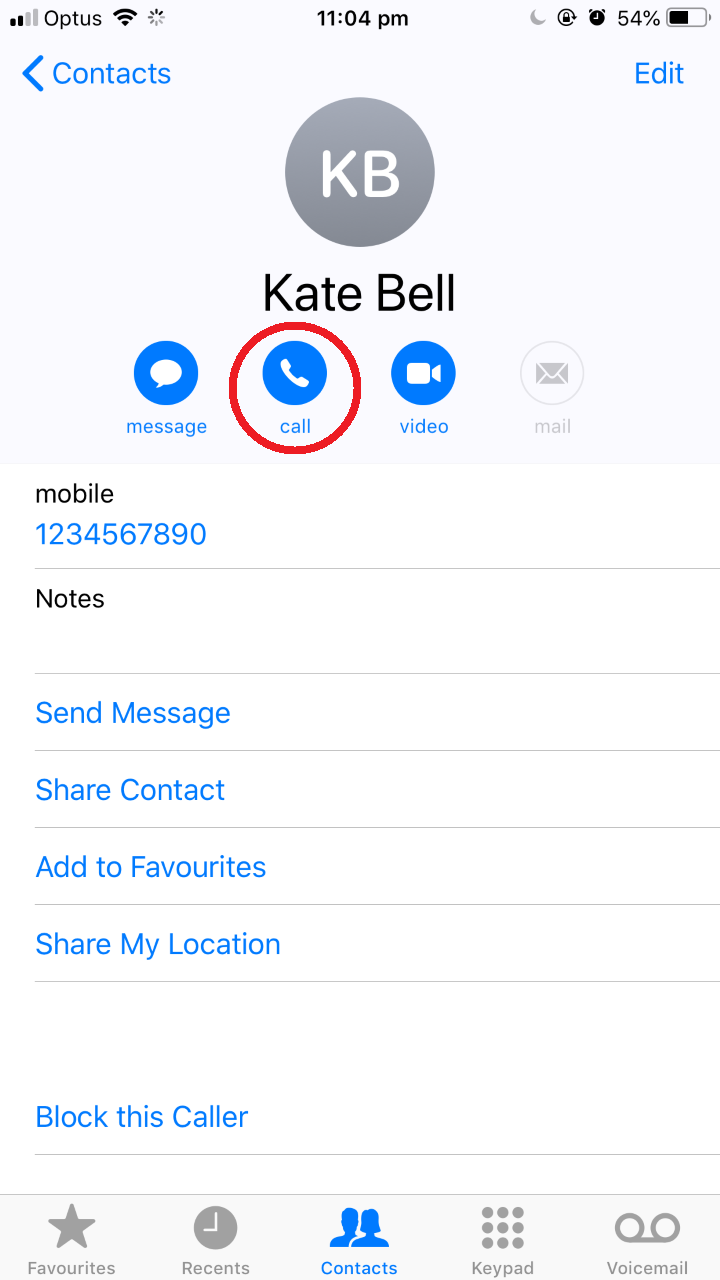 Optus 11:04 pm 54%
Contacts Edit
KB
Kate Bell
message call video mail
mobile
1234567890
Notes
Send Message
Share Contact
Add to Favourites
Share My Location
Block this Caller
Favourites Recents Contacts Keypad Voicemail